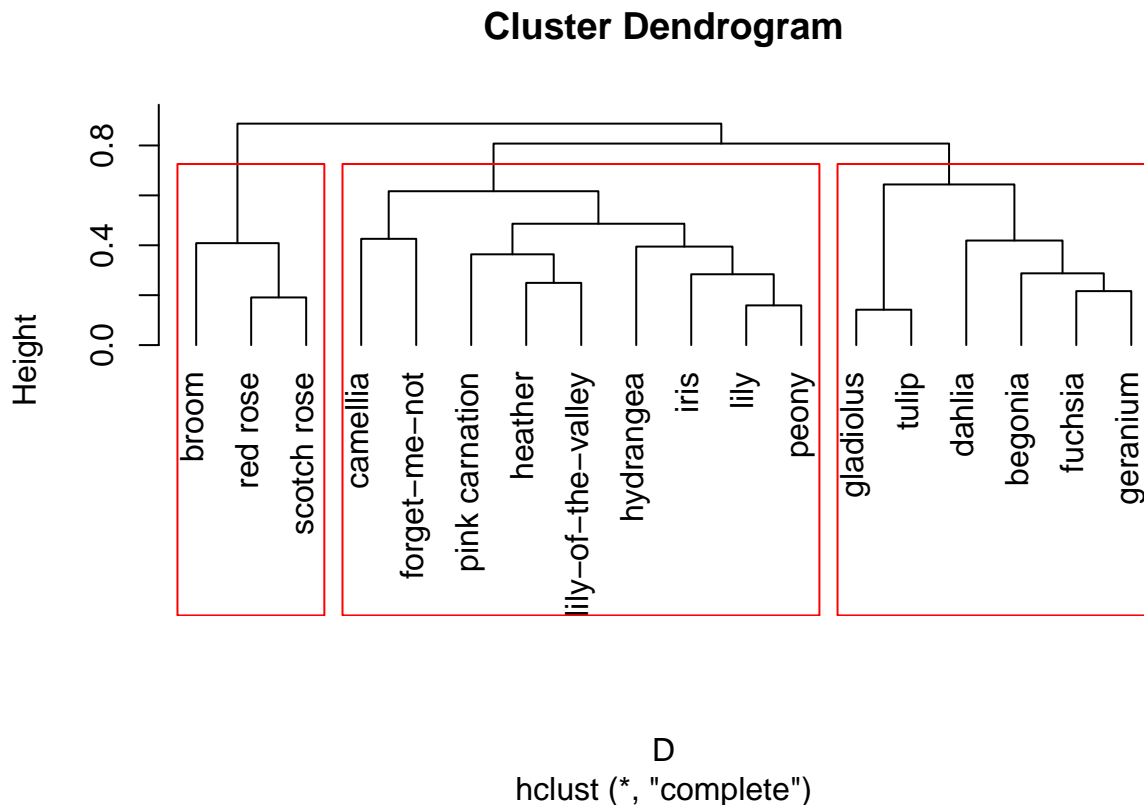 Cluster Dendrogram
Height
0.0
0.4
0.8
broom
red rose
scotch rose
camellia
forget−me−not
pink carnation
heather
lily−of−the−valley
hydrangea
iris
lily
peony
gladiolus
tulip
dahlia
begonia
fuchsia
geranium
D
hclust (*, "complete")